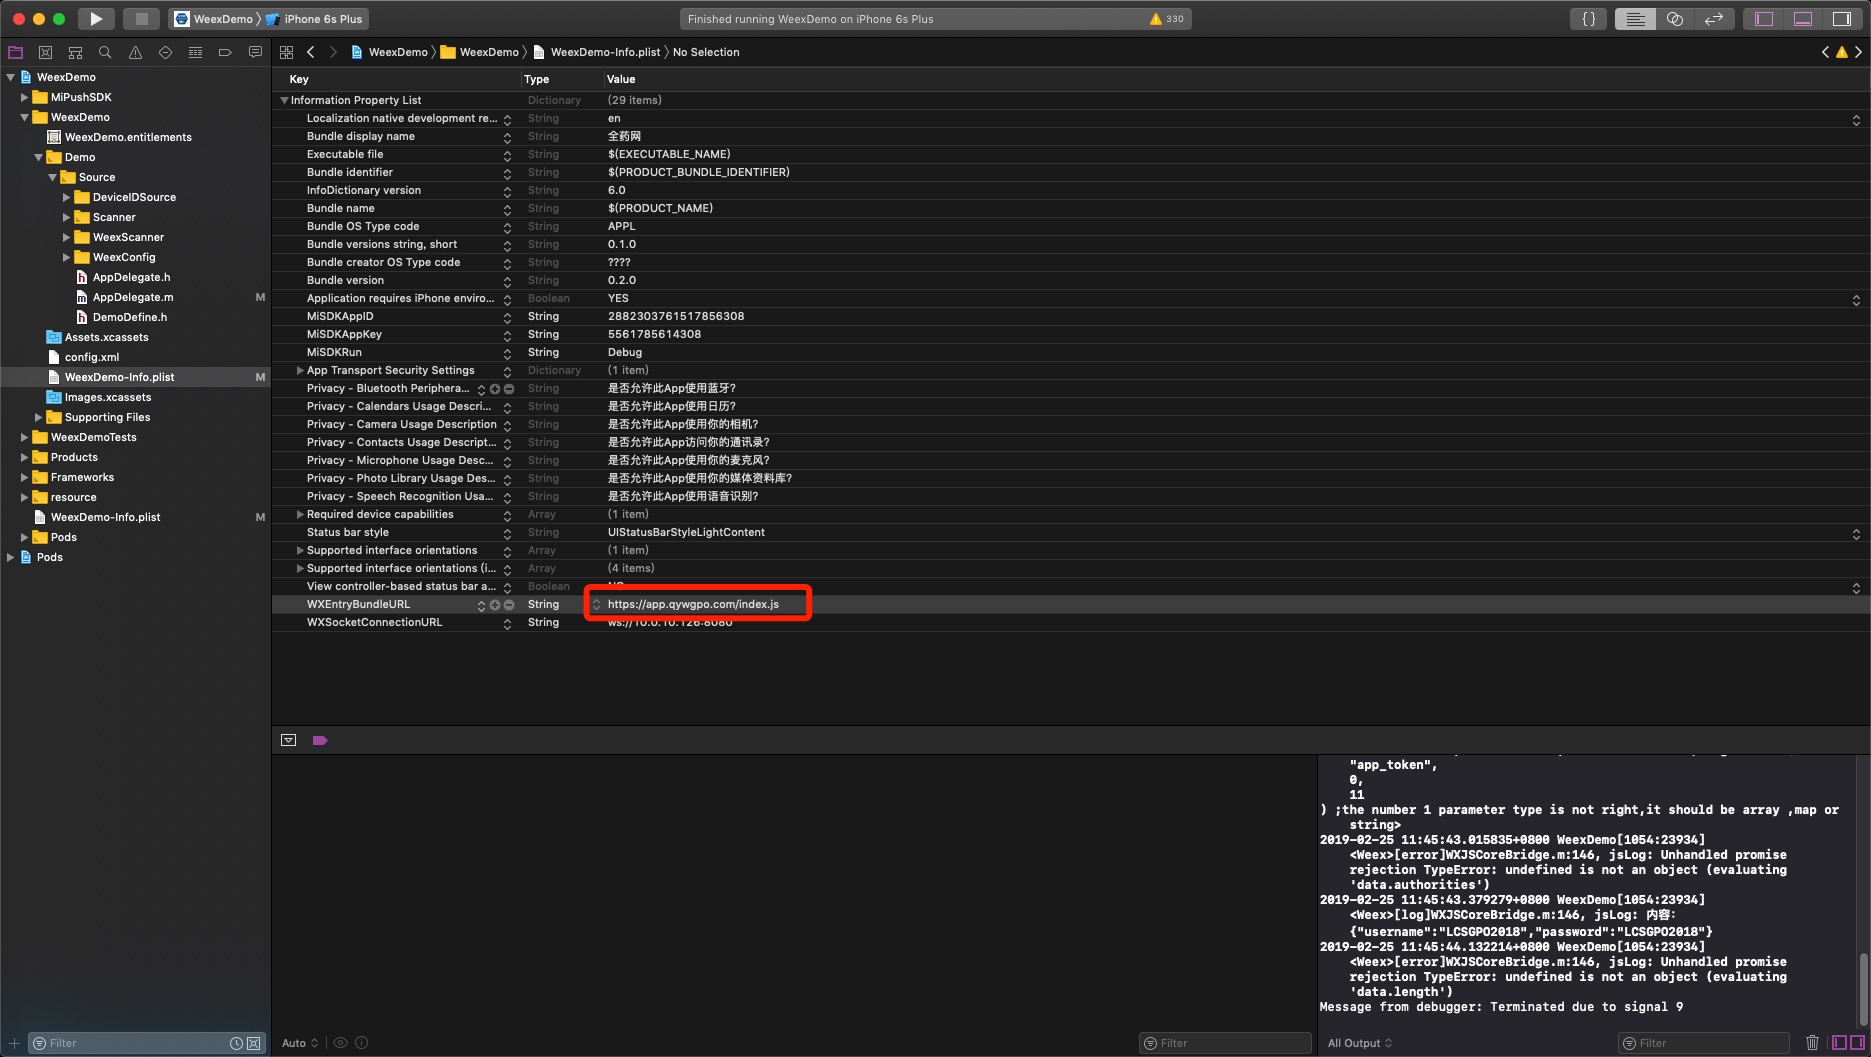 WeexDemo 〉 iPhone 6s Plus
Finished running WeexDemo on iPhone 6s Plus
330
{}
WeexDemo 〉 WeexDemo 〉 WeexDemo-Info.plist 〉 No Selection
WeexDemo
MiPushSDK
WeexDemo
WeexDemo.entitlements
Demo
Source
DeviceIDSource
Scanner
WeexScanner
WeexConfig
AppDelegate.h
AppDelegate.m M
DemoDefine.h
Assets.xcassets
config.xml
WeexDemo-Info.plist M
Images.xcassets
Supporting Files
WeexDemoTests
Products
Frameworks
resource
WeexDemo-Info.plist M
Pods
Pods
Filter
Key Type Value
Information Property List Dictionary (29 items)
Localization native development re... String en
Bundle display name String 全药网
Executable file String $(EXECUTABLE_NAME)
Bundle identifier String $(PRODUCT_BUNDLE_IDENTIFIER)
InfoDictionary version String 6.0
Bundle name String $(PRODUCT_NAME)
Bundle OS Type code String APPL
Bundle versions string, short String 0.1.0
Bundle creator OS Type code String ????
Bundle version String 0.2.0
Application requires iPhone enviro... Boolean YES
MiSDKAppID String 2882303761517856308
MiSDKAppKey String 5561785614308
MiSDKRun String Debug
App Transport Security Settings Dictionary (1 item)
Privacy - Bluetooth Periphera... String 是否允许此App使用蓝牙?
Privacy - Calendars Usage Descri... String 是否允许此App使用日历?
Privacy - Camera Usage Description String 是否允许此App使用你的相机?
Privacy - Contacts Usage Descript... String 是否允许此App访问你的通讯录?
Privacy - Microphone Usage Desc... String 是否允许此App使用你的麦克风?
Privacy - Photo Library Usage Des... String 是否允许此App使用你的媒体资料库?
Privacy - Speech Recognition Usa... String 是否允许此App使用语音识别?
Required device capabilities Array (1 item)
Status bar style String UIStatusBarStyleLightContent
Supported interface orientations Array (1 item)
Supported interface orientations (i... Array (4 items)
View controller-based status bar a... Boolean NO
WXEntryBundleURL String https://app.qywgpo.com/index.js
WXSocketConnectionURL String ws://10.0.10.126:8080
"app_token",
0,
11
) ;the number 1 parameter type is not right,it should be array ,map or
string>
2019-02-25 11:45:43.015835+0800 WeexDemo[1054:23934]
<Weex>[error]WXJSCoreBridge.m:146, jsLog: Unhandled promise
rejection TypeError: undefined is not an object (evaluating
'data.authorities')
2019-02-25 11:45:43.379279+0800 WeexDemo[1054:23934]
<Weex>[log]WXJSCoreBridge.m:146, jsLog: 内容：
{"username":"LCSGPO2018","password":"LCSGPO2018"}
2019-02-25 11:45:44.132214+0800 WeexDemo[1054:23934]
<Weex>[error]WXJSCoreBridge.m:146, jsLog: Unhandled promise
rejection TypeError: undefined is not an object (evaluating
'data.length')
Message from debugger: Terminated due to signal 9
Auto
Filter
All Output
Filter